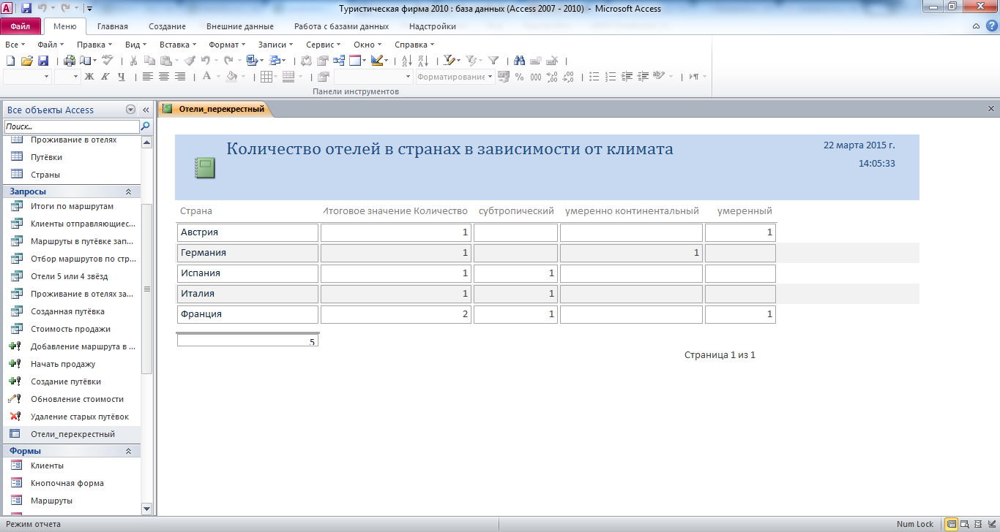 Туристическая фирма 2010 : база данных (Access 2007 - 2010) - Microsoft Access
Файл Меню Главная Создание Внешние данные Работа с базами данных Надстройки
Все Файл Правка Вид Вставка Формат Записи Сервис Окно Справка
Ж К Ч А Форматирование % 000
Панели инструментов
Все объекты Access
Поиск...
Проживание в отелях
Путёвки
Страны
Запросы
Итоги по маршрутам
Клиенты отправляющиес...
Маршруты в путёвке зап...
Отбор маршрутов по стр...
Отели 5 или 4 звёзд
Проживание в отелях за...
Созданная путёвка
Стоимость продажи
Добавление маршрута в ...
Начать продажу
Создание путёвки
Обновление стоимости
Удаление старых путёвок
Отели_перекрестный
Формы
Клиенты
Кнопочная форма
Маршруты
Отели_перекрестный
Количество отелей в странах в зависимости от климата
22 марта 2015 г.
14:05:33
Страна Итоговое значение Количество субтропический умеренно континентальный умеренный
Австрия 1 1
Германия 1 1
Испания 1 1
Италия 1 1
Франция 2 1 1
5
Страница 1 из 1
Режим отчета Num Lock